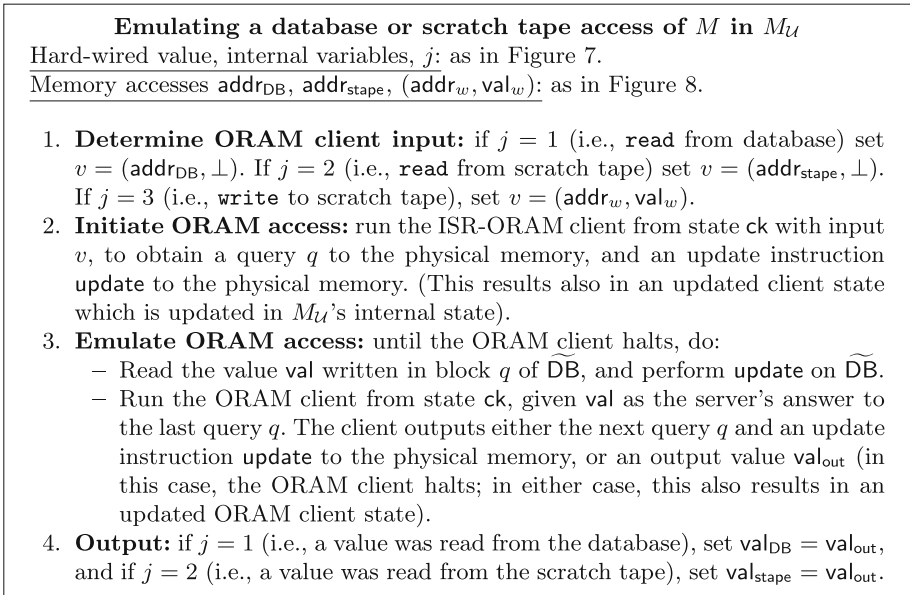 Emulating a database or scratch tape access of M in M_𝒰
Hard-wired value, internal variables, j: as in Figure 7.
Memory accesses addr_DB, addr_stape, (addr_w, val_w): as in Figure 8.
1. Determine ORAM client input: if j = 1 (i.e., read from database) set
v = (addr_DB, ⊥). If j = 2 (i.e., read from scratch tape) set v = (addr_stape, ⊥).
If j = 3 (i.e., write to scratch tape), set v = (addr_w, val_w).
2. Initiate ORAM access: run the ISR-ORAM client from state ck with input
v, to obtain a query q to the physical memory, and an update instruction
update to the physical memory. (This results also in an updated client state
which is updated in M_𝒰's internal state).
3. Emulate ORAM access: until the ORAM client halts, do:
– Read the value val written in block q of D͠B, and perform update on D͠B.
– Run the ORAM client from state ck, given val as the server's answer to
the last query q. The client outputs either the next query q and an update
instruction update to the physical memory, or an output value val_out (in
this case, the ORAM client halts; in either case, this also results in an
updated ORAM client state).
4. Output: if j = 1 (i.e., a value was read from the database), set val_DB = val_out,
and if j = 2 (i.e., a value was read from the scratch tape), set val_stape = val_out.